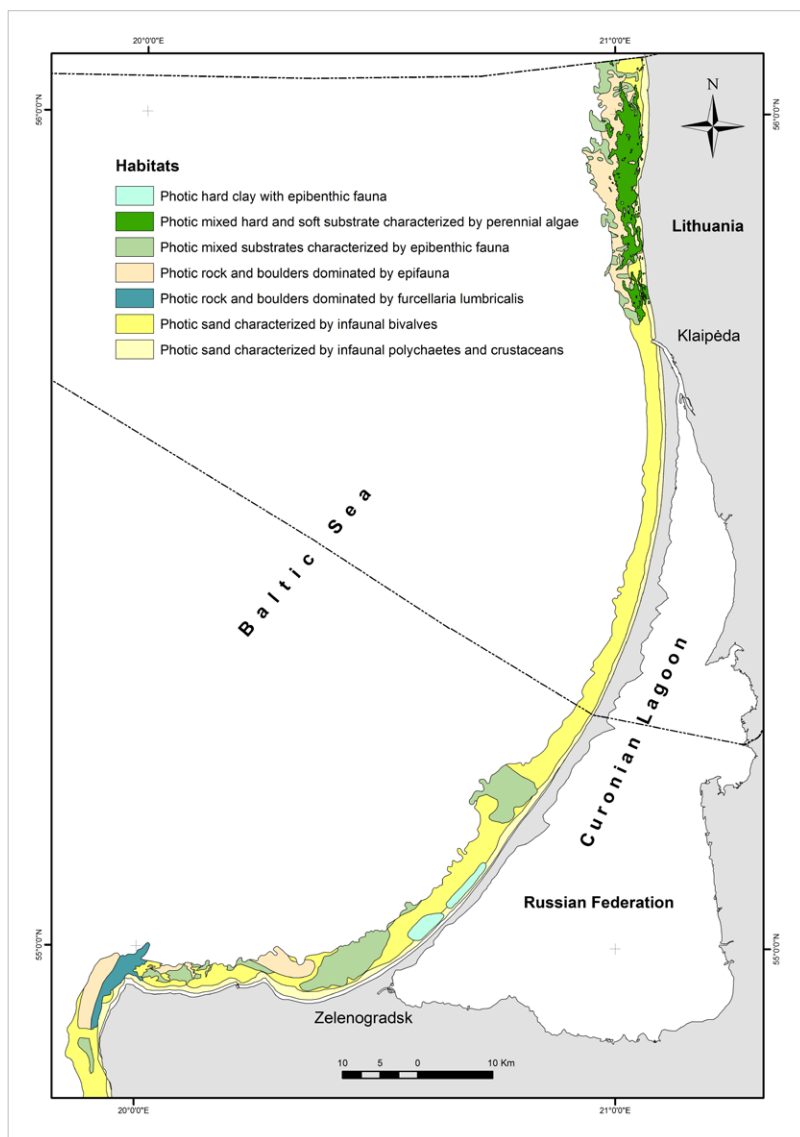 20°0'0"E 21°0'0"E
56°0'0"N 56°0'0"N
N
Habitats
Photic hard clay with epibenthic fauna
Photic mixed hard and soft substrate characterized by perennial algae
Photic mixed substrates characterized by epibenthic fauna
Photic rock and boulders dominated by epifauna
Photic rock and boulders dominated by furcellaria lumbricalis
Photic sand characterized by infaunal bivalves
Photic sand characterized by infaunal polychaetes and crustaceans
Lithuania
Klaipėda
Baltic Sea
Curonian Lagoon
Russian Federation
55°0'0"N 55°0'0"N
Zelenogradsk
10 5 0 10 Km
20°0'0"E 21°0'0"E